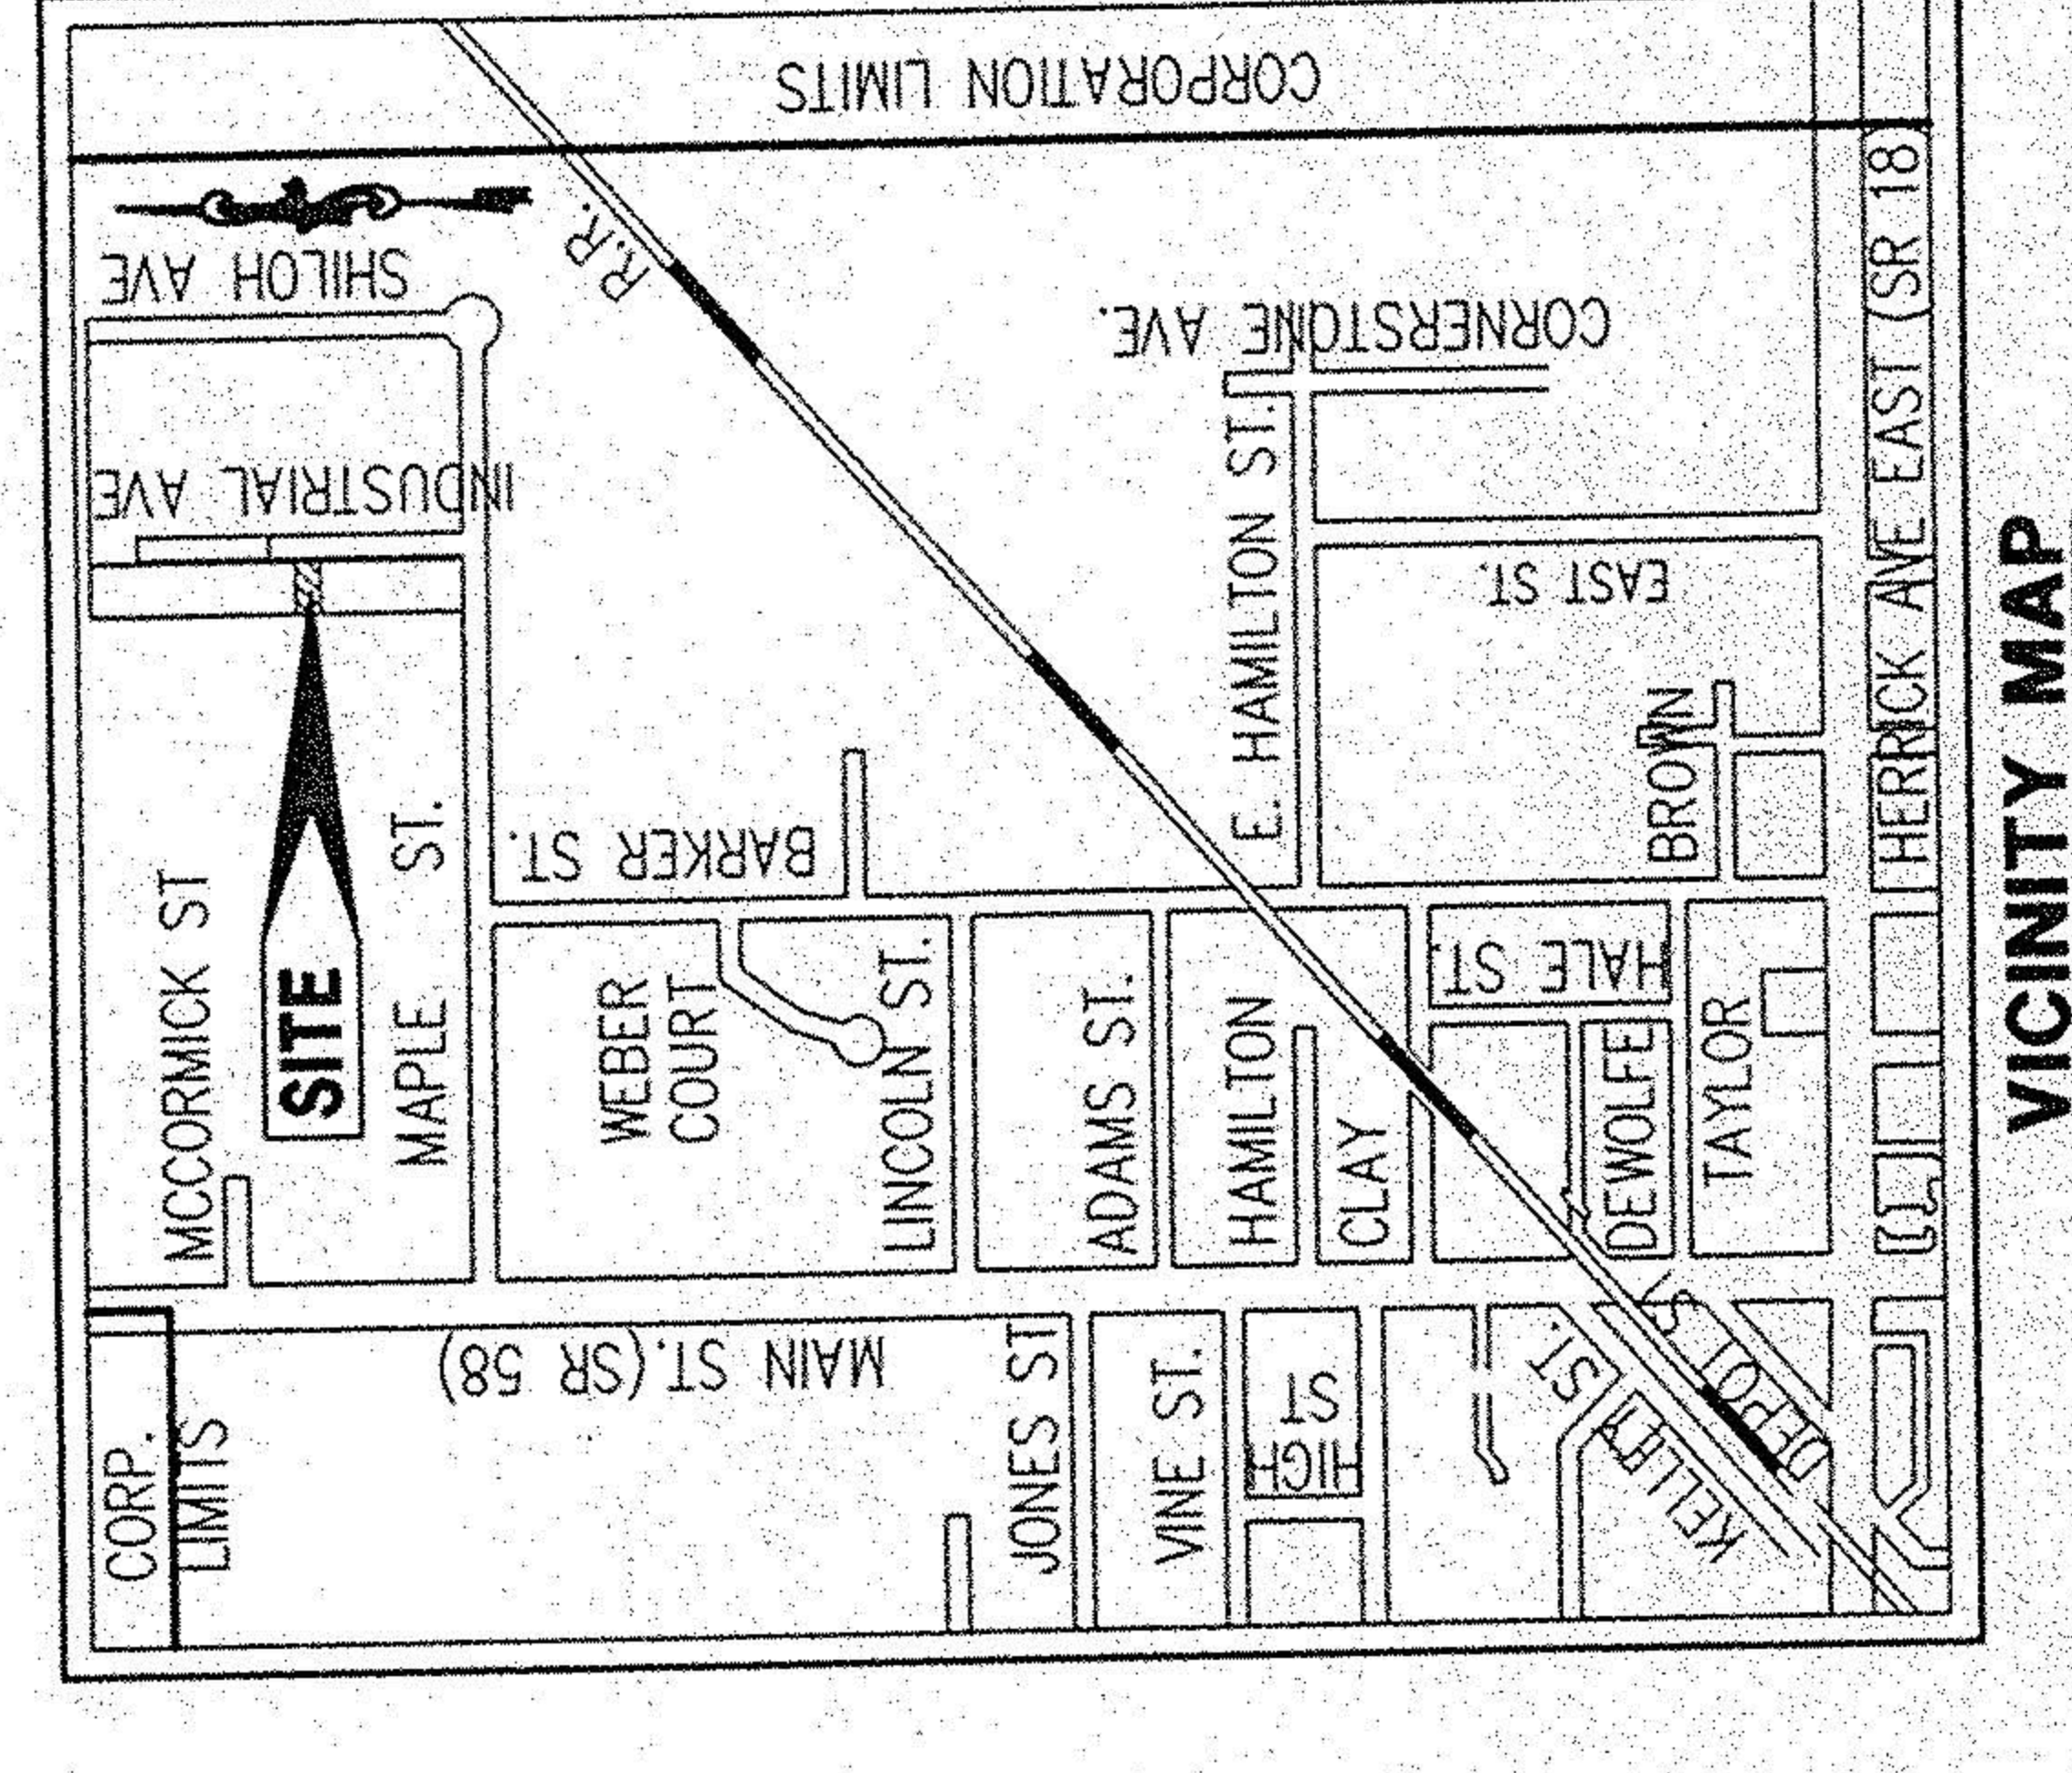 CORP.
LIMITS
MCCORMICK ST
SITE
MAPLE ST.
INDUSTRIAL AVE
SHILOH AVE
CORPORATION LIMITS
R.R.
MAIN ST.(SR 58)
WEBER
COURT
BARKER ST.
LINCOLN ST.
JONES ST
ADAMS ST.
VINE ST.
HAMILTON
E. HAMILTON ST.
CORNERSTONE AVE.
HIGH
ST
CLAY
HALE ST.
EAST ST.
KELLEY ST.
DEWOLFE
BROWN
TAYLOR
DEPOT ST
HERRICK AVE EAST (SR 18)
VICINITY MAP